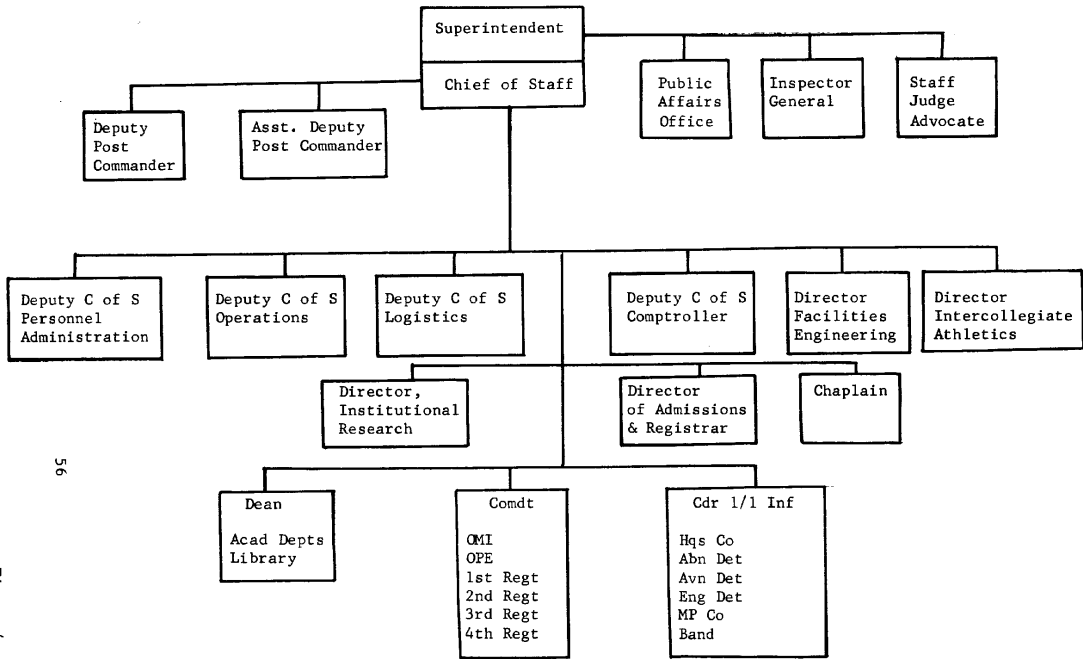 Superintendent
Chief of Staff
Public
Affairs
Office
Inspector
General
Staff
Judge
Advocate
Deputy
Post
Commander
Asst. Deputy
Post Commander
Deputy C of S
Personnel
Administration
Deputy C of S
Operations
Deputy C of S
Logistics
Deputy C of S
Comptroller
Director
Facilities
Engineering
Director
Intercollegiate
Athletics
Director,
Institutional
Research
Director
of Admissions
& Registrar
Chaplain
56
Dean
Acad Depts
Library
Comdt
OMI
OPE
1st Regt
2nd Regt
3rd Regt
4th Regt
Cdr 1/1 Inf
Hqs Co
Abn Det
Avn Det
Eng Det
MP Co
Band